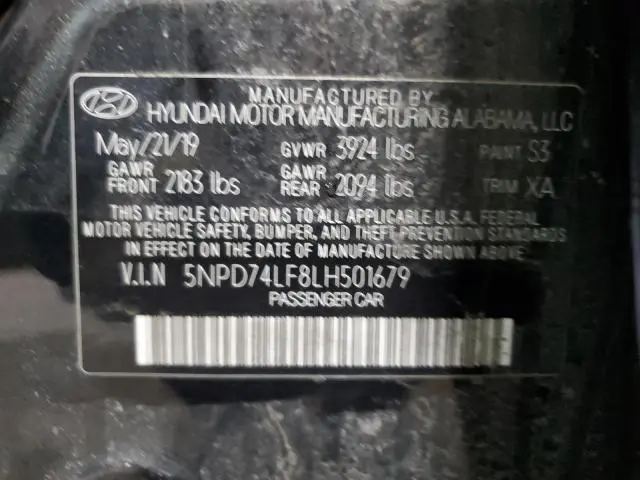 MANUFACTURED BY
HYUNDAI MOTOR MANUFACTURING ALABAMA, LLC
May/21/19 GVWR 3924 lbs PAINT S3
GAWR FRONT 2183 lbs GAWR REAR 2094 lbs TRIM XA
THIS VEHICLE CONFORMS TO ALL APPLICABLE U.S.A. FEDERAL
MOTOR VEHICLE SAFETY, BUMPER, AND THEFT PREVENTION STANDARDS
IN EFFECT ON THE DATE OF MANUFACTURE SHOWN ABOVE.
V.I.N 5NPD74LF8LH501679
PASSENGER CAR